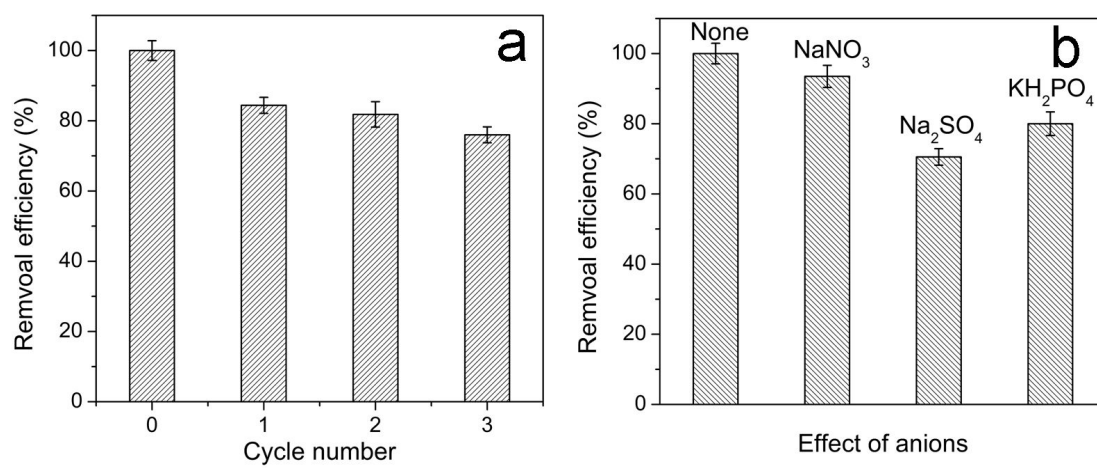 a
Remvoal efficiency (%)
100
80
60
40
20
0
0 1 2 3
Cycle number
b
Remvoal efficiency (%)
100
80
60
40
20
0
None
NaNO₃
Na₂SO₄
KH₂PO₄
Effect of anions